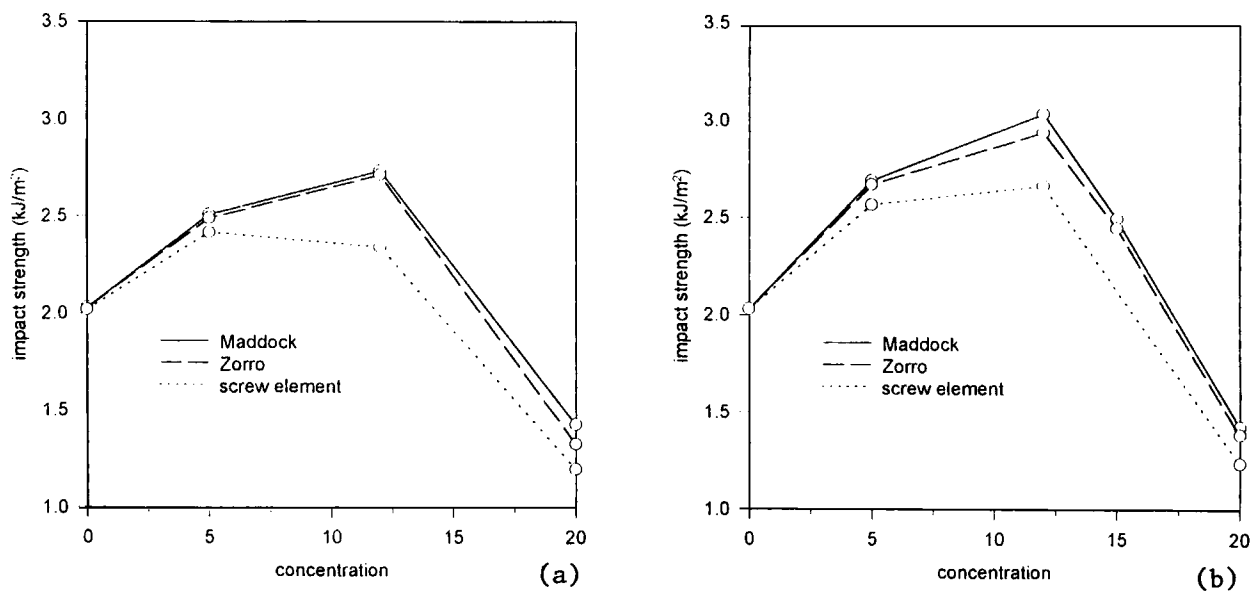 3.5
3.0
2.5
2.0
1.5
1.0
0
5
10
15
20
impact strength (kJ/m²)
concentration
Maddock
Zorro
screw element
(a)
3.5
3.0
2.5
2.0
1.5
1.0
0
5
10
15
20
impact strength (kJ/m²)
concentration
Maddock
Zorro
screw element
(b)